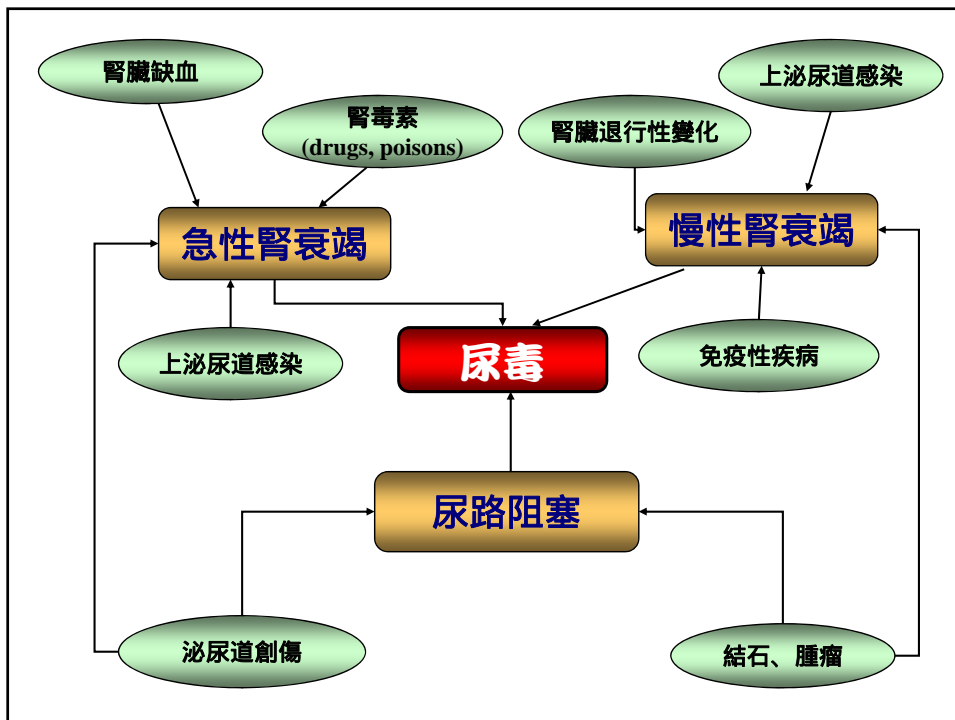 腎臟缺血
上泌尿道感染
腎毒素
(drugs, poisons)
腎臟退行性變化
急性腎衰竭
慢性腎衰竭
上泌尿道感染
尿毒
免疫性疾病
尿路阻塞
泌尿道創傷
結石、腫瘤